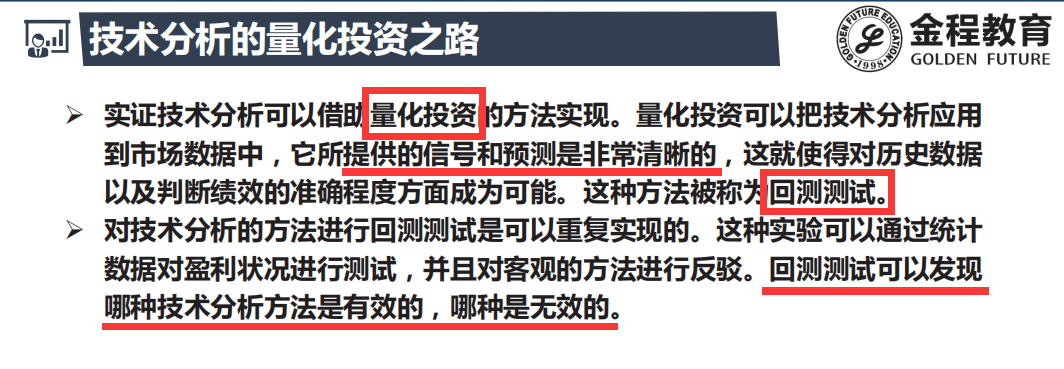 技术分析的量化投资之路
GOLDEN FUTURE EDUCATION
1998
金程教育
GOLDEN FUTURE
➢ 实证技术分析可以借助量化投资的方法实现。量化投资可以把技术分析应用
到市场数据中，它所提供的信号和预测是非常清晰的，这就使得对历史数据
以及判断绩效的准确程度方面成为可能。这种方法被称为回测测试。
➢ 对技术分析的方法进行回测测试是可以重复实现的。这种实验可以通过统计
数据对盈利状况进行测试，并且对客观的方法进行反驳。回测测试可以发现
哪种技术分析方法是有效的，哪种是无效的。